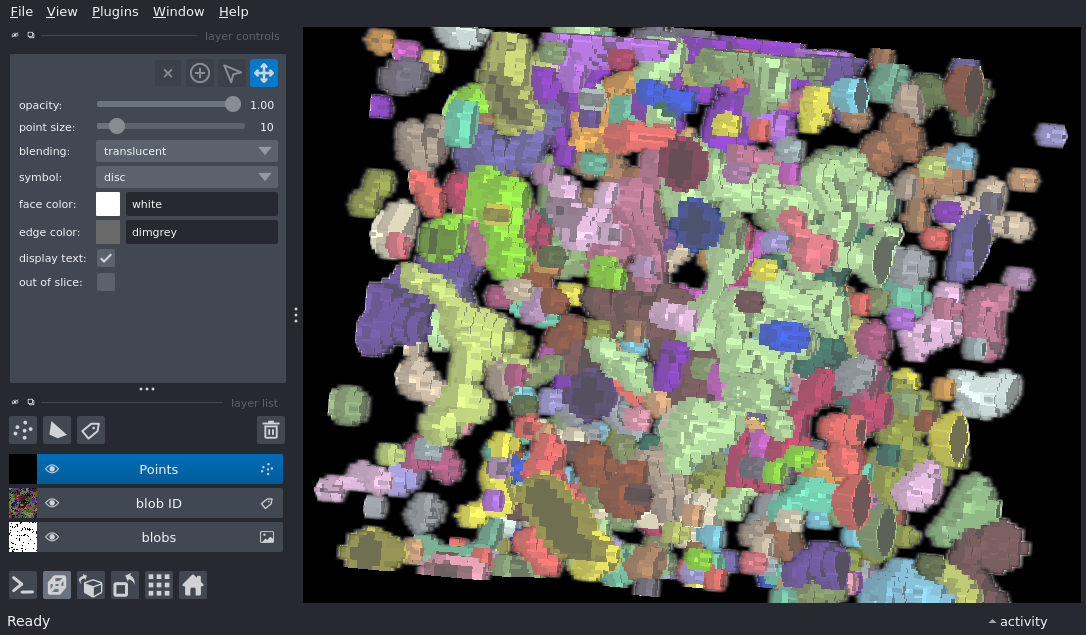 File View Plugins Window Help
layer controls
opacity: 1.00
point size: 10
blending: translucent
symbol: disc
face color: white
edge color: dimgrey
display text:
out of slice:
layer list
Points
blob ID
blobs
Ready activity